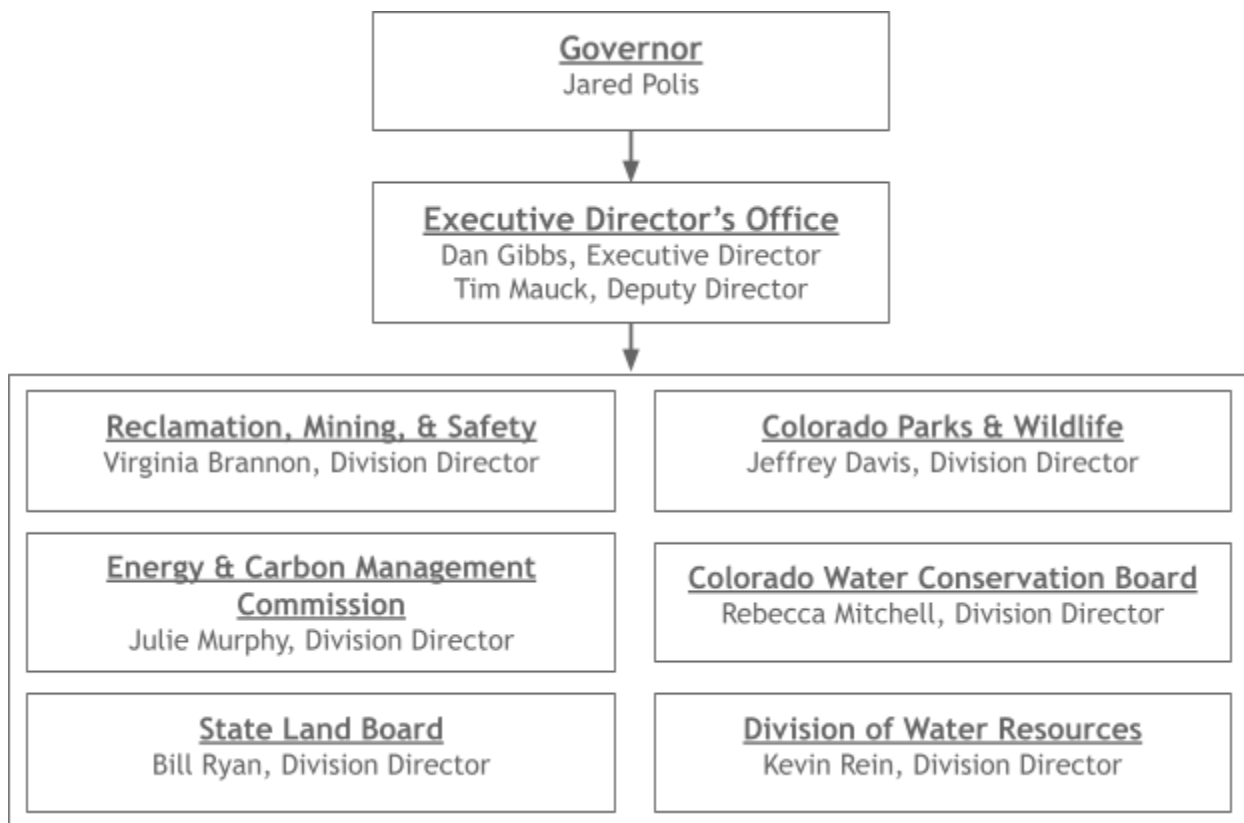 Governor
Jared Polis
Executive Director’s Office
Dan Gibbs, Executive Director
Tim Mauck, Deputy Director
Reclamation, Mining, & Safety
Virginia Brannon, Division Director
Colorado Parks & Wildlife
Jeffrey Davis, Division Director
Energy & Carbon Management
Commission
Julie Murphy, Division Director
Colorado Water Conservation Board
Rebecca Mitchell, Division Director
State Land Board
Bill Ryan, Division Director
Division of Water Resources
Kevin Rein, Division Director